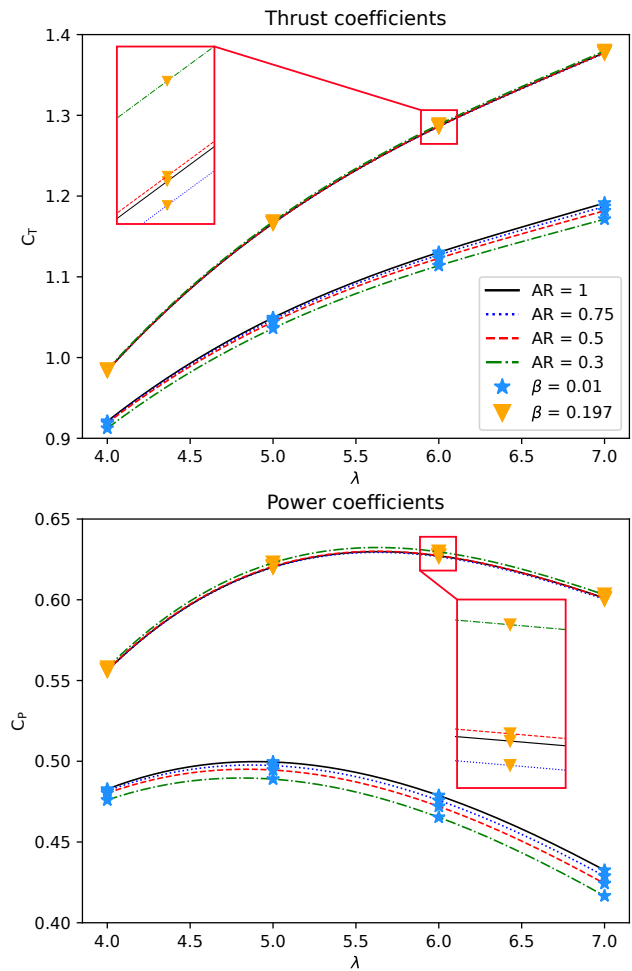 Thrust coefficients
1.4
1.3
1.2
1.1
1.0
0.9
C_T
4.0 4.5 5.0 5.5 6.0 6.5 7.0
λ
AR = 1
AR = 0.75
AR = 0.5
AR = 0.3
β = 0.01
β = 0.197
Power coefficients
0.65
0.60
0.55
0.50
0.45
0.40
C_P
4.0 4.5 5.0 5.5 6.0 6.5 7.0
λ